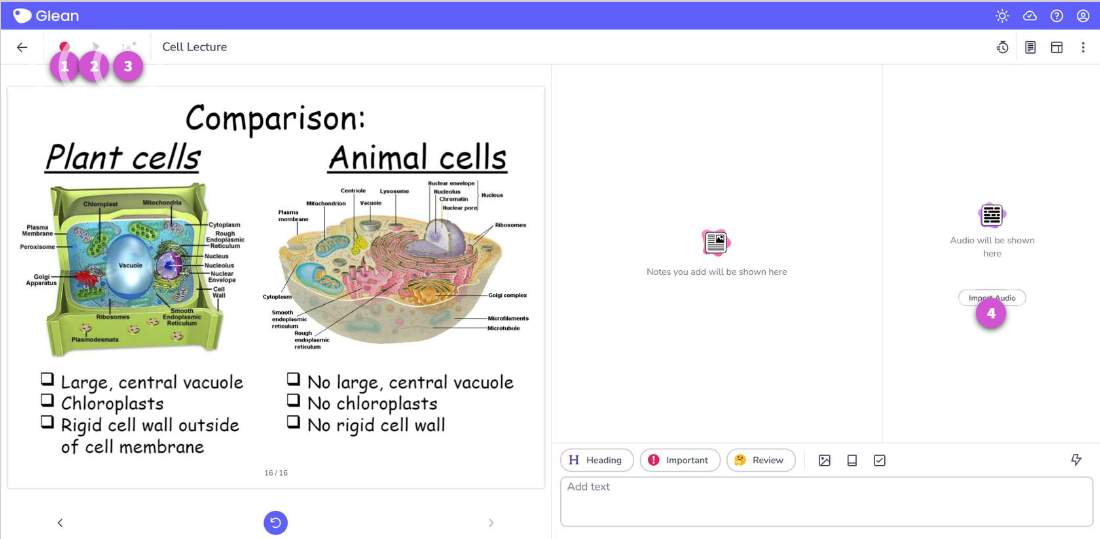 Glean
Cell Lecture
1 2 3
Comparison:
Plant cells
Chloroplast
Mitochondria
Plasma
Membrane
Peroxisome
Golgi
Apparatus
Vacuole
Cytoplasm
Rough
Endoplasmic
Reticulum
Nucleus
Nucleolus
Nuclear
Envelope
Cell
Wall
Ribosomes
Smooth
Endoplasmic
Reticulum
Plasmodesmata
Large, central vacuole
Chloroplasts
Rigid cell wall outside
of cell membrane
Animal cells
Nuclear envelope
Nucleolus
Chromatin
Nuclear pore
Nucleus
Centriole
Lysosome
Mitochondrion
Vacuole
Plasma
membrane
Ribosomes
Cytoplasm
Golgi complex
Smooth
endoplasmic
reticulum
Rough
endoplasmic
reticulum
Microfilaments
Microtubule
No large, central vacuole
No chloroplasts
No rigid cell wall
16 / 16
Notes you add will be shown here
Audio will be shown
here
Import Audio
4
H Heading
Important
Review
Add text